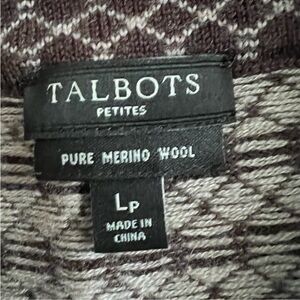 TALBOTS
PETITES
PURE MERINO WOOL
LP
MADE IN
CHINA